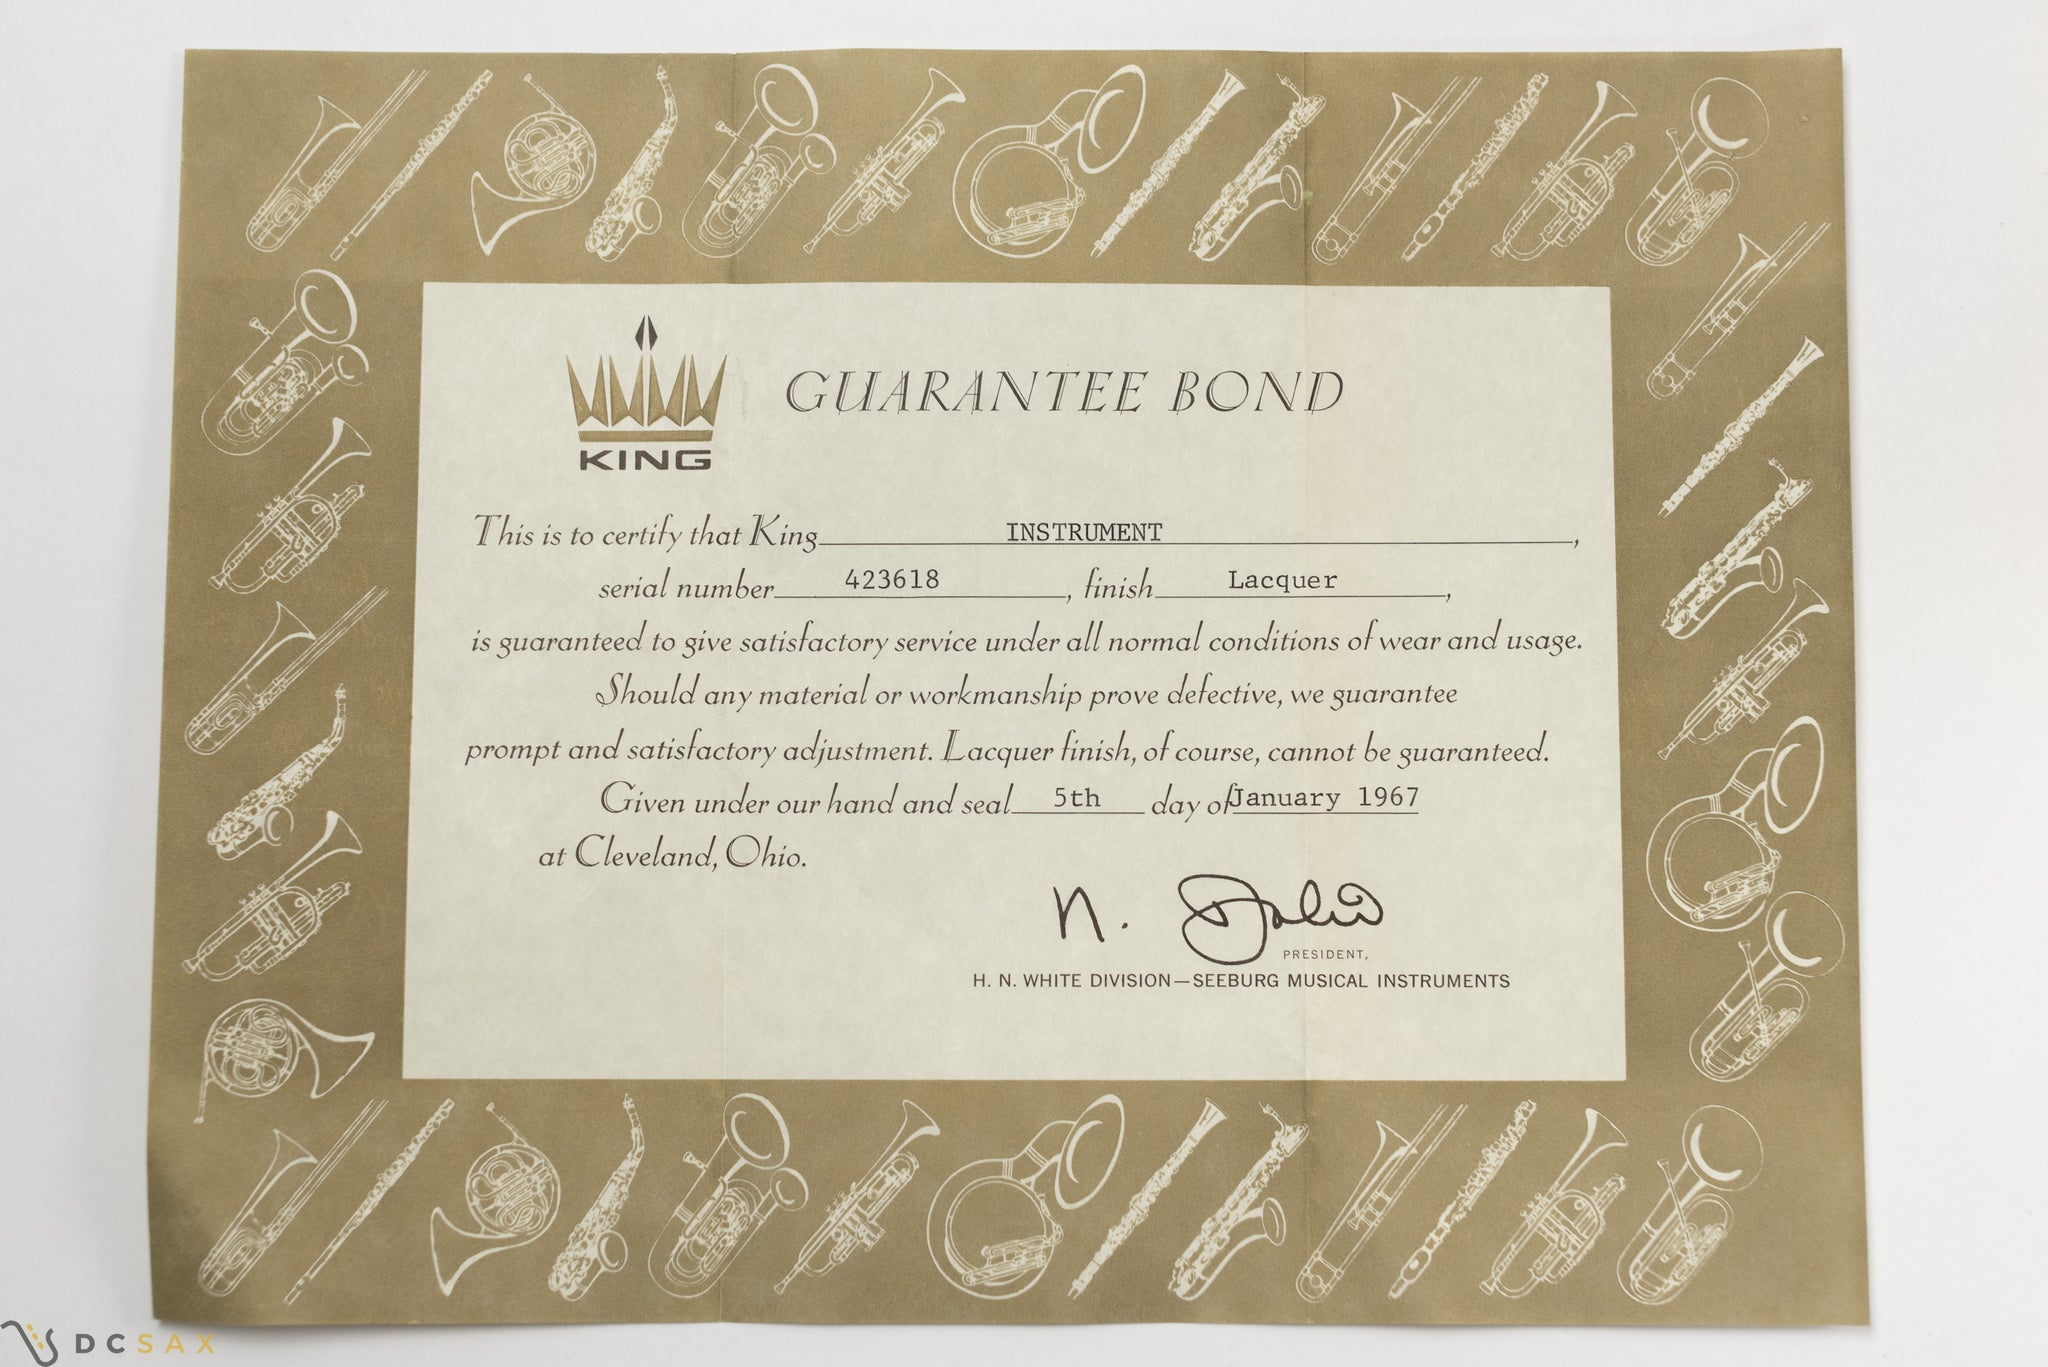 KING
GUARANTEE BOND
This is to certify that King INSTRUMENT,
serial number 423618, finish Lacquer,
is guaranteed to give satisfactory service under all normal conditions of wear and usage.
Should any material or workmanship prove defective, we guarantee
prompt and satisfactory adjustment. Lacquer finish, of course, cannot be guaranteed.
Given under our hand and seal 5th day of January 1967
at Cleveland, Ohio.
N.
PRESIDENT,
H. N. WHITE DIVISION—SEEBURG MUSICAL INSTRUMENTS
DCSAX